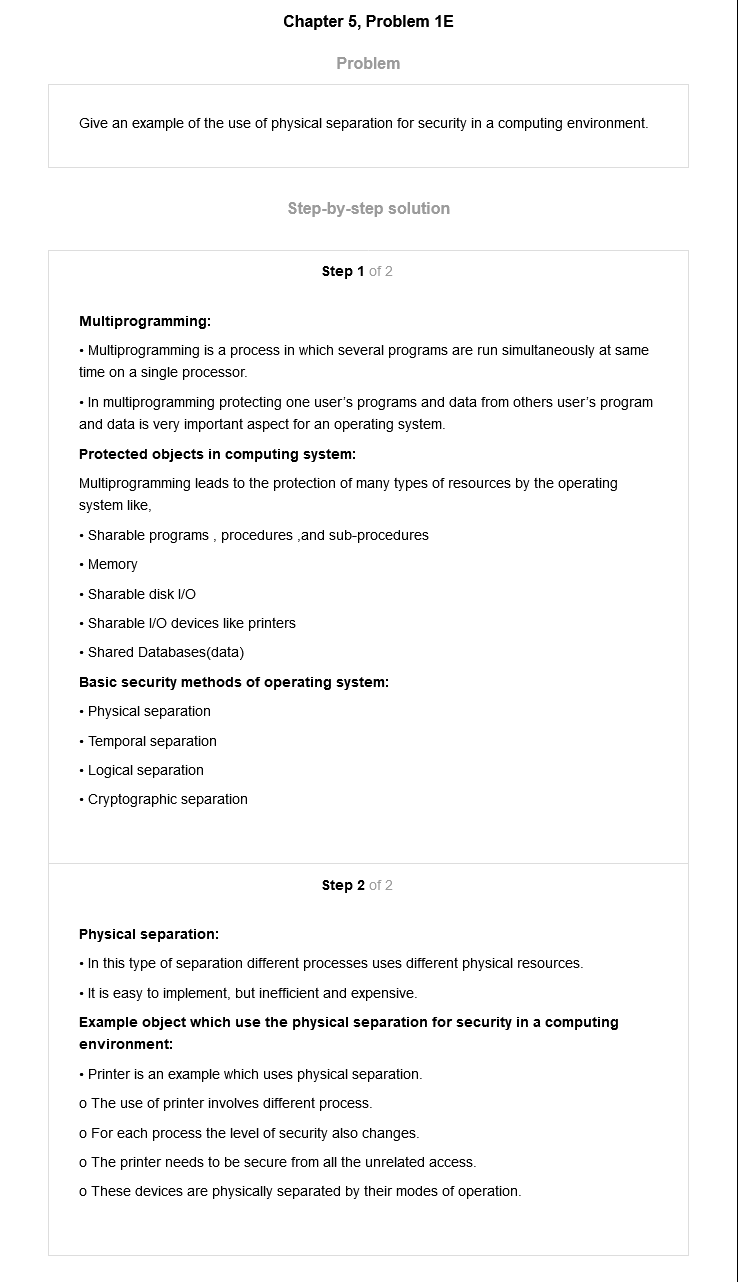 Chapter 5, Problem 1E
Problem
Give an example of the use of physical separation for security in a computing environment.
Step-by-step solution
Step 1 of 2
Multiprogramming:
• Multiprogramming is a process in which several programs are run simultaneously at same
time on a single processor.
• In multiprogramming protecting one user's programs and data from others user's program
and data is very important aspect for an operating system.
Protected objects in computing system:
Multiprogramming leads to the protection of many types of resources by the operating
system like,
• Sharable programs , procedures ,and sub-procedures
• Memory
• Sharable disk I/O
• Sharable I/O devices like printers
• Shared Databases(data)
Basic security methods of operating system:
• Physical separation
• Temporal separation
• Logical separation
• Cryptographic separation
Step 2 of 2
Physical separation:
• In this type of separation different processes uses different physical resources.
• It is easy to implement, but inefficient and expensive.
Example object which use the physical separation for security in a computing
environment:
• Printer is an example which uses physical separation.
o The use of printer involves different process.
o For each process the level of security also changes.
o The printer needs to be secure from all the unrelated access.
o These devices are physically separated by their modes of operation.